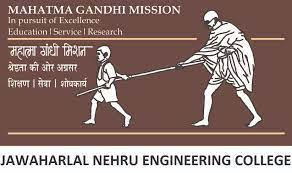 MAHATMA GANDHI MISSION
In pursuit of Excellence
Education | Service | Research
महात्मा गांधी मिशन
श्रेष्ठता की ओर अग्रसर
शिक्षण | सेवा | शोधकार्य
JAWAHARLAL NEHRU ENGINEERING COLLEGE